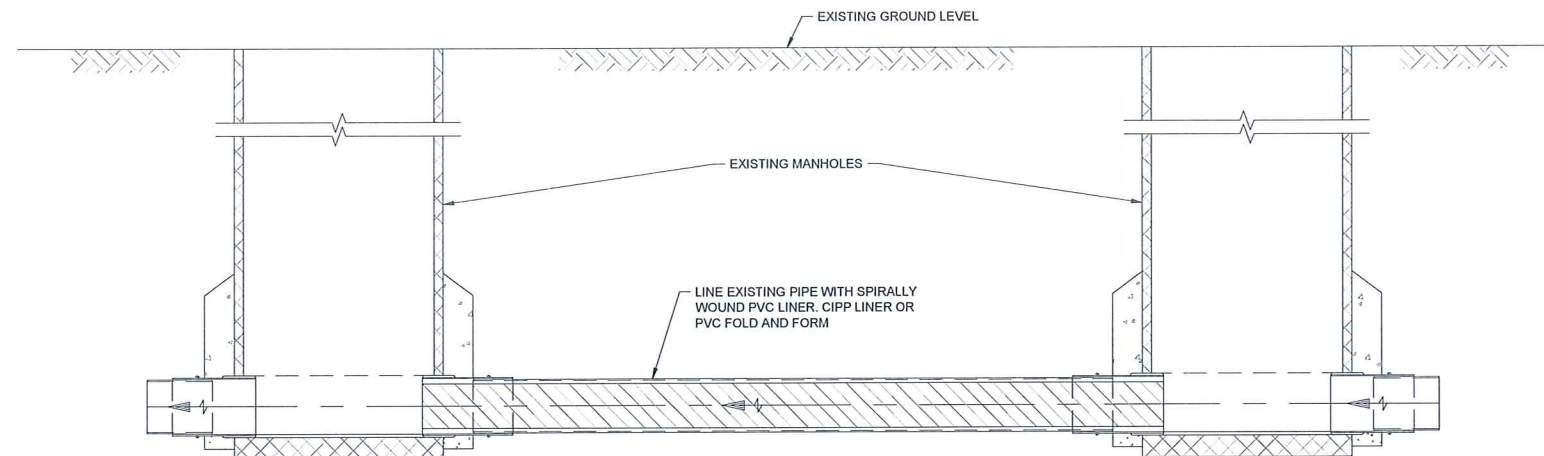 EXISTING GROUND LEVEL
EXISTING MANHOLES
LINE EXISTING PIPE WITH SPIRALLY
WOUND PVC LINER. CIPP LINER OR
PVC FOLD AND FORM